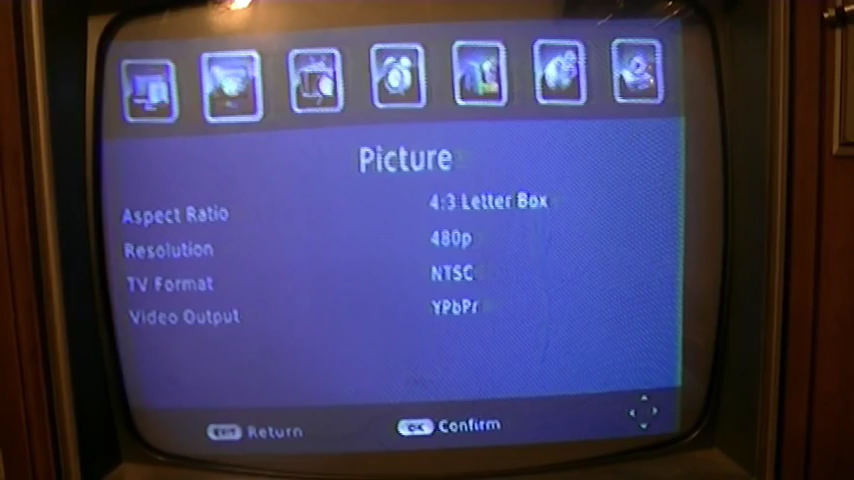 Picture
Aspect Ratio 4:3 Letter Box
Resolution 480p
TV Format NTSC
Video Output YPbPr
EXIT Return OK Confirm